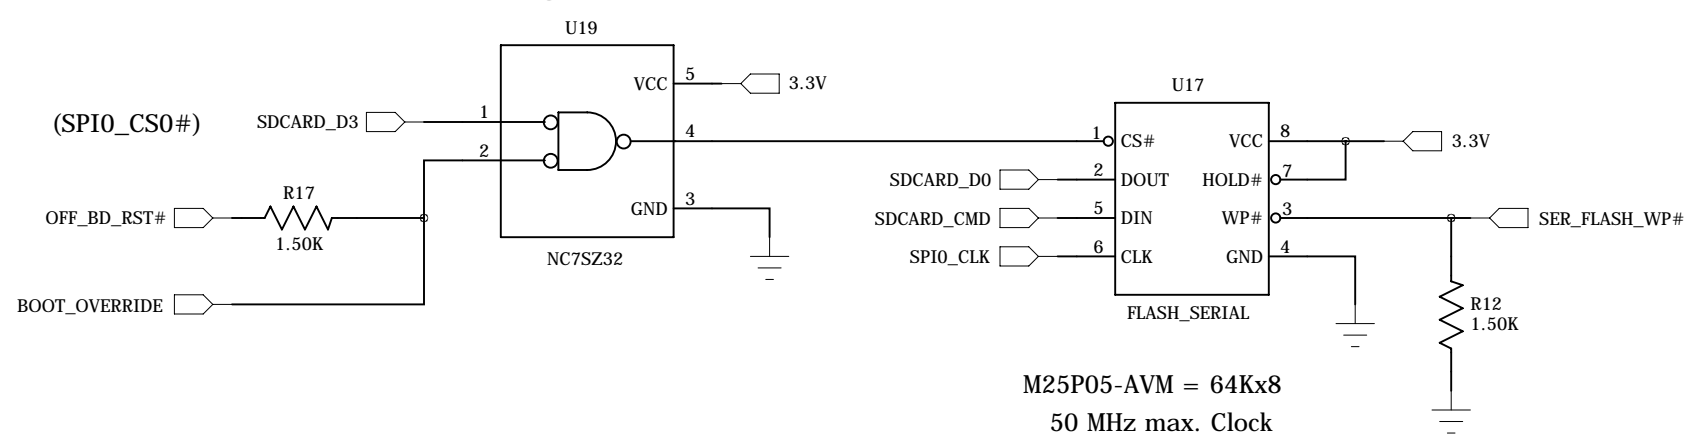 U19
VCC
5
3.3V
(SPI0_CS0#)
SDCARD_D3
1
4
2
R17
OFF_BD_RST#
1.50K
GND
3
NC7SZ32
BOOT_OVERRIDE
U17
1
CS#
VCC
8
3.3V
SDCARD_D0
2
DOUT
HOLD#
7
SDCARD_CMD
5
DIN
WP#
3
SER_FLASH_WP#
SPI0_CLK
6
CLK
GND
4
FLASH_SERIAL
R12
1.50K
M25P05-AVM = 64Kx8
50 MHz max. Clock